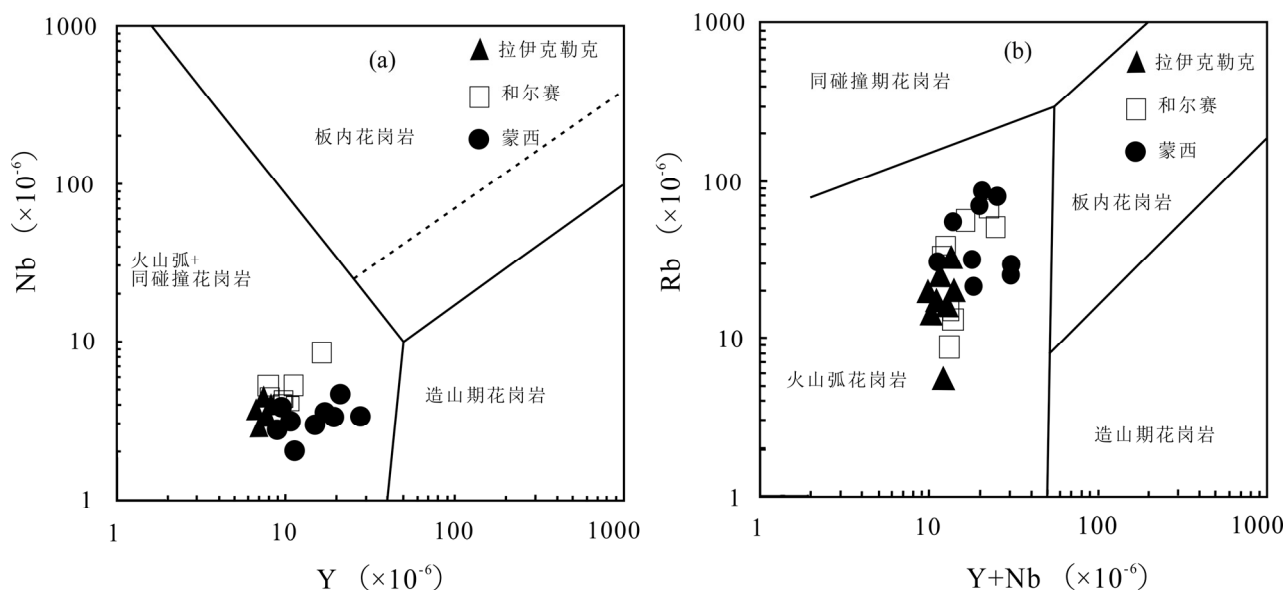 1000
(a)
拉伊克勒克
和尔赛
蒙西
板内花岗岩
100
Nb (×10⁻⁶)
火山弧+
同碰撞花岗岩
10
造山期花岗岩
1
1
10
100
1000
Y (×10⁻⁶)
1000
(b)
拉伊克勒克
同碰撞期花岗岩
和尔赛
蒙西
100
板内花岗岩
Rb (×10⁻⁶)
10
火山弧花岗岩
造山期花岗岩
1
1
10
100
1000
Y+Nb (×10⁻⁶)